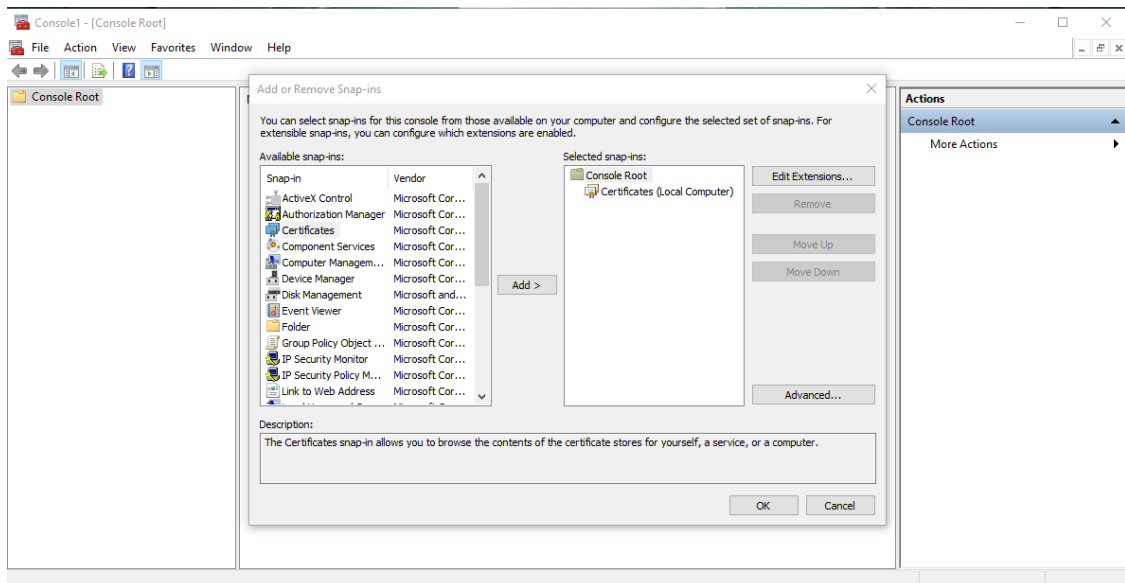 Console1 - [Console Root]
File Action View Favorites Window Help
Console Root
Add or Remove Snap-ins
You can select snap-ins for this console from those available on your computer and configure the selected set of snap-ins. For
extensible snap-ins, you can configure which extensions are enabled.
Available snap-ins:
Snap-in Vendor
ActiveX Control Microsoft Cor...
Authorization Manager Microsoft Cor...
Certificates Microsoft Cor...
Component Services Microsoft Cor...
Computer Managem... Microsoft Cor...
Device Manager Microsoft Cor...
Disk Management Microsoft and...
Event Viewer Microsoft Cor...
Folder Microsoft Cor...
Group Policy Object ... Microsoft Cor...
IP Security Monitor Microsoft Cor...
IP Security Policy M... Microsoft Cor...
Link to Web Address Microsoft Cor...
Add >
Selected snap-ins:
Console Root
Certificates (Local Computer)
Edit Extensions...
Remove
Move Up
Move Down
Advanced...
Description:
The Certificates snap-in allows you to browse the contents of the certificate stores for yourself, a service, or a computer.
OK Cancel
Actions
Console Root
More Actions